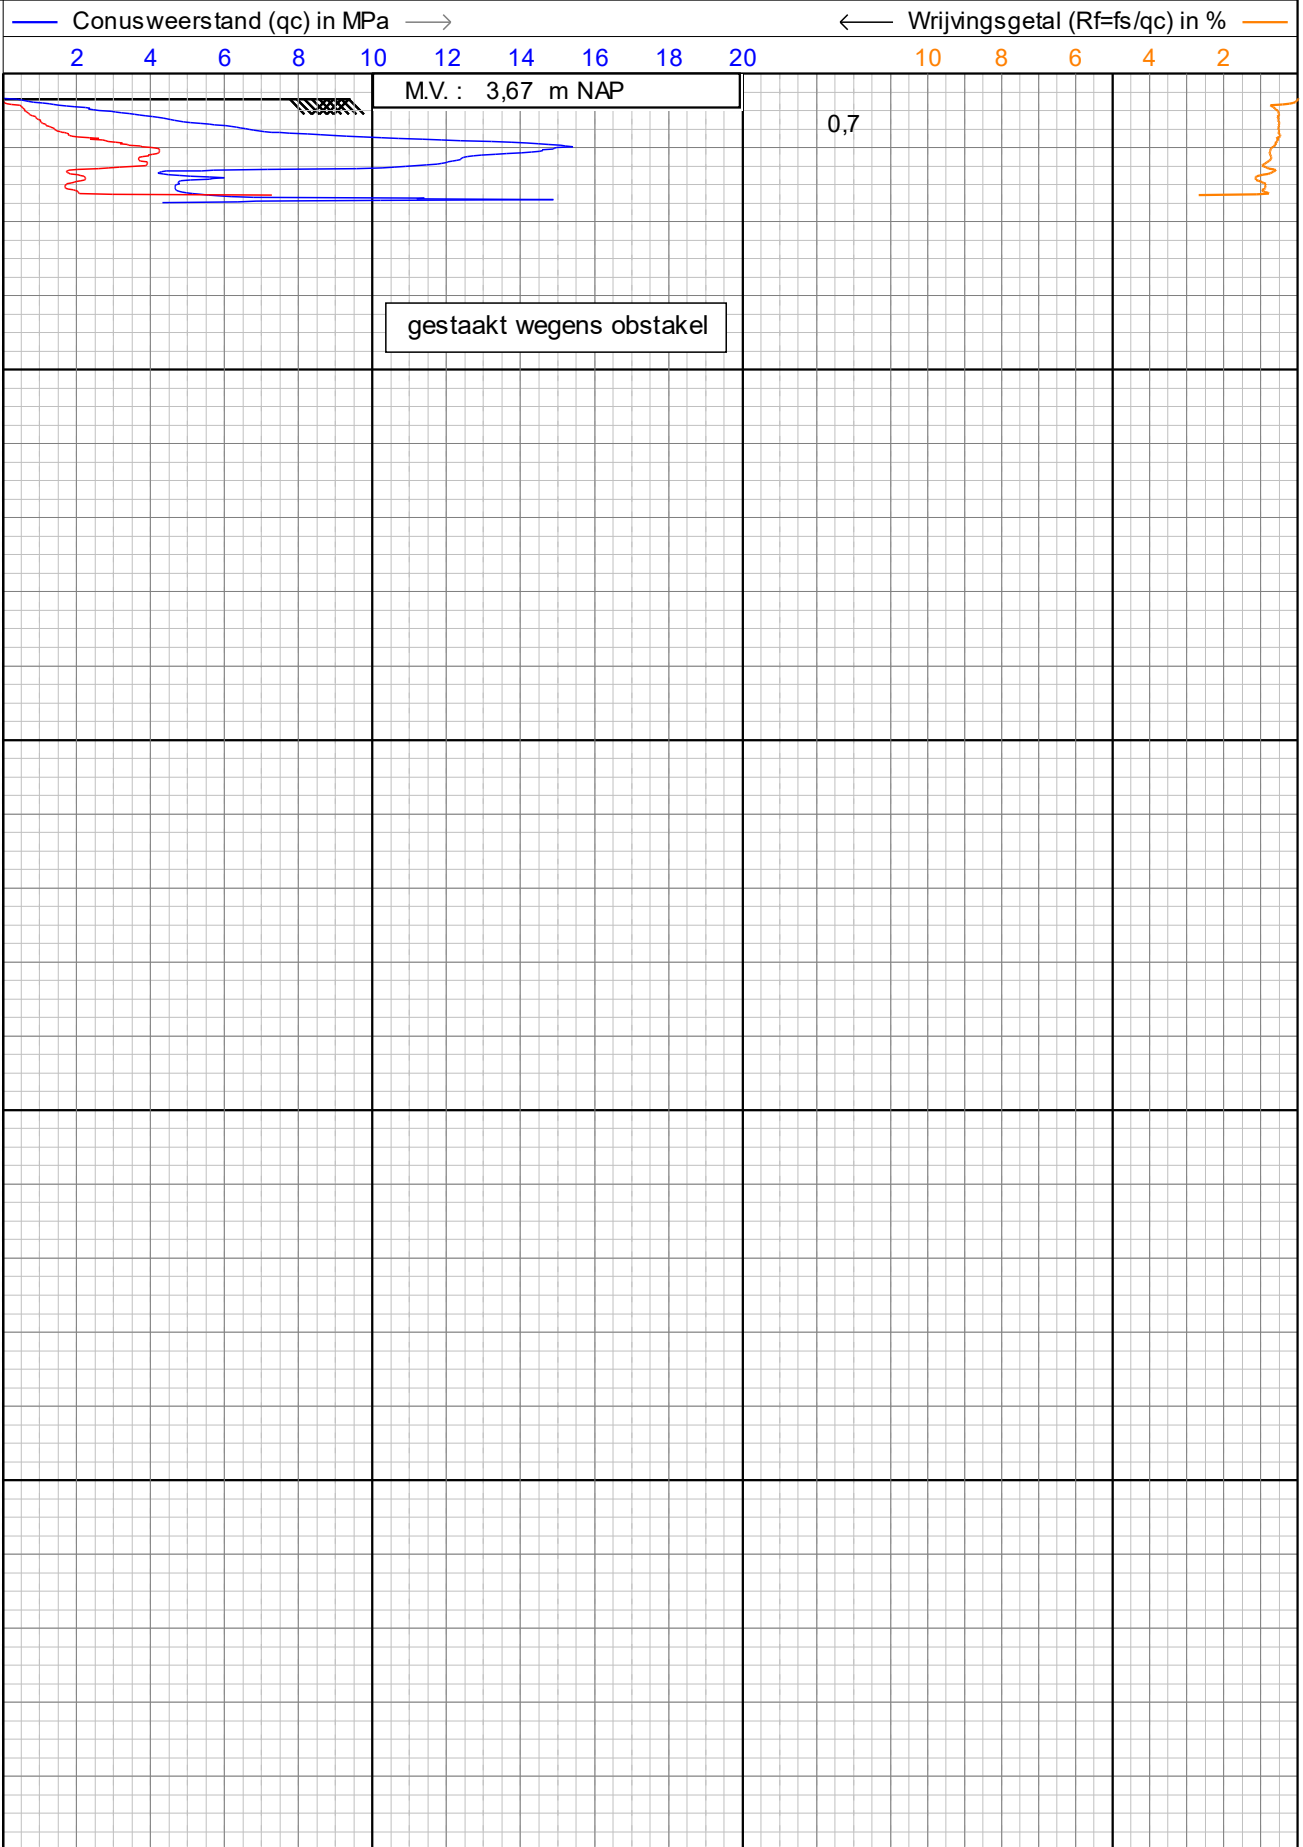 Conusweerstand (qc) in MPa
Wrijvingsgetal (Rf=fs/qc) in %
2 4 6 8 10 12 14 16 18 20 10 8 6 4 2
M.V. : 3,67 m NAP
0,7
gestaakt wegens obstakel